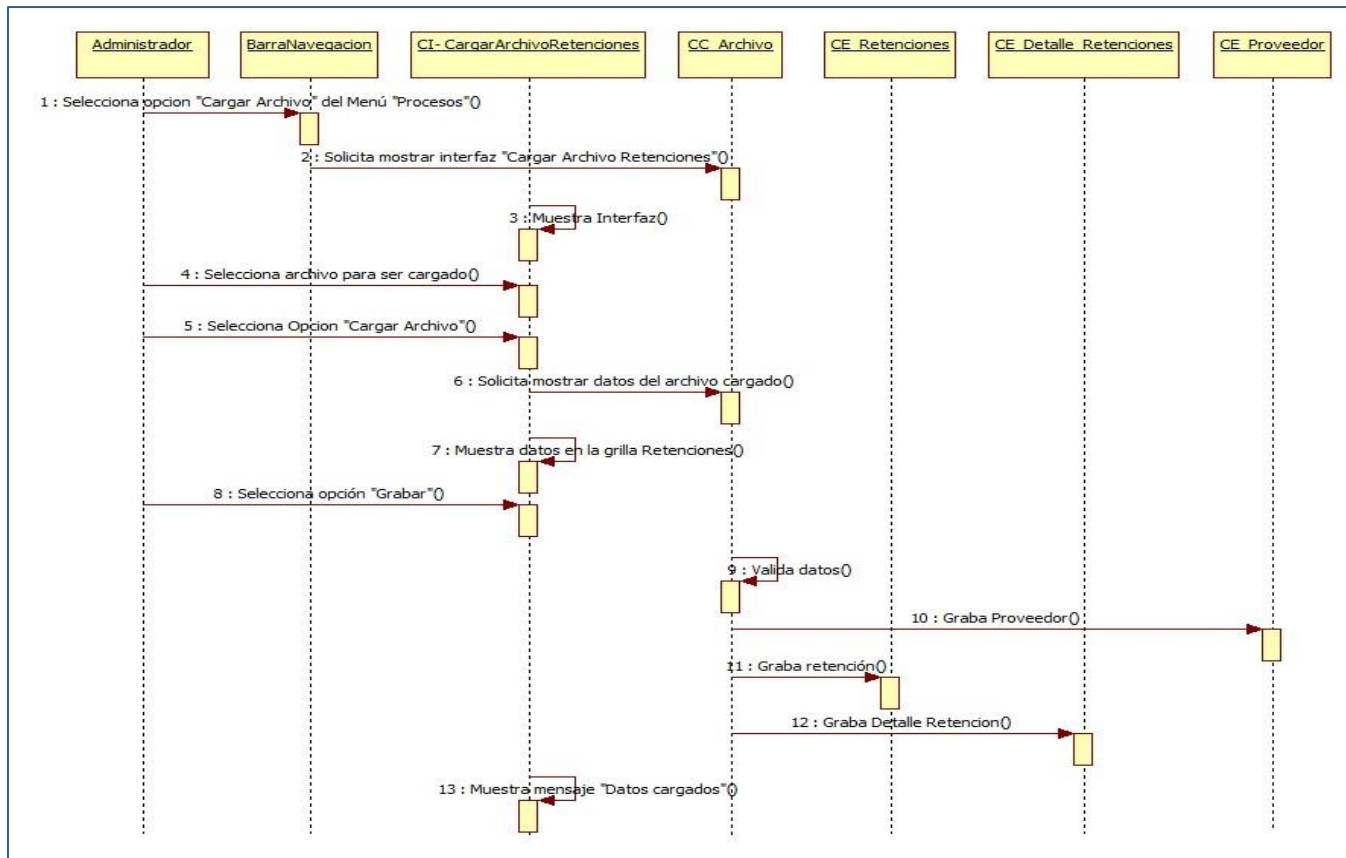 Administrador
BarraNavegacion
CI- CargarArchivoRetenciones
CC_Archivo
CE_Retenciones
CE_Detalle_Retenciones
CE_Proveedor
1 : Selecciona opcion "Cargar Archivo" del Menú "Procesos"()
2 : Solicita mostrar interfaz "Cargar Archivo Retenciones"()
3 : Muestra Interfaz()
4 : Selecciona archivo para ser cargado()
5 : Selecciona Opcion "Cargar Archivo"()
6 : Solicita mostrar datos del archivo cargado()
7 : Muestra datos en la grilla Retenciones()
8 : Selecciona opción "Grabar"()
9 : Valida datos()
10 : Graba Proveedor()
11 : Graba retención()
12 : Graba Detalle Retencion()
13 : Muestra mensaje "Datos cargados"()